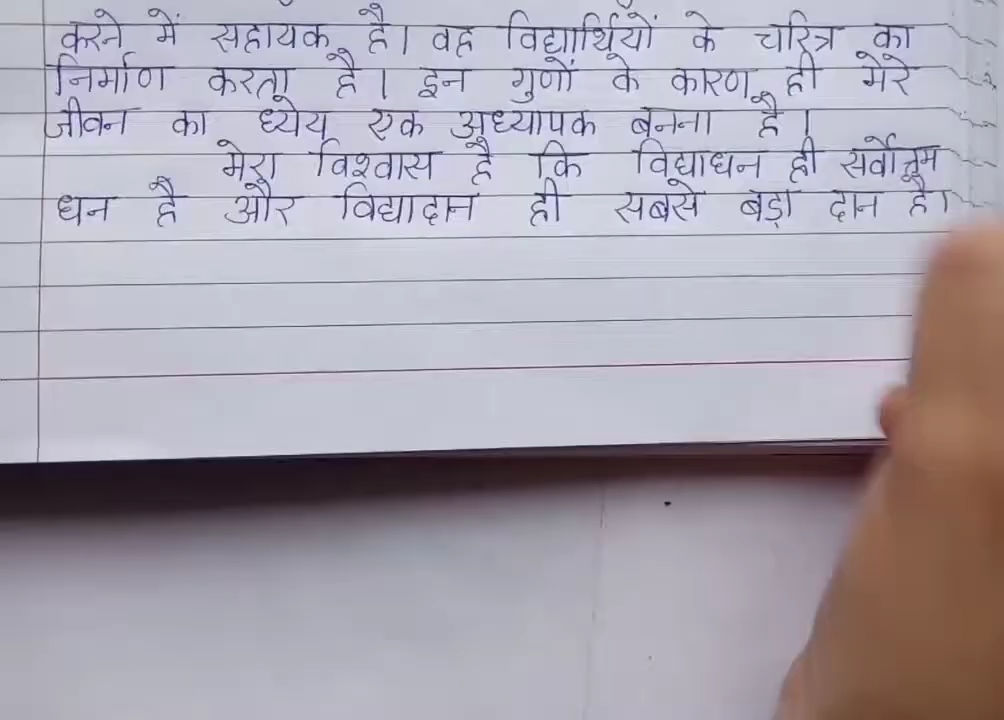 करने में सहायक है। वह विद्यार्थियों के चरित्र का
निर्माण करता है। इन गुणों के कारण ही मेरे
जीवन का ध्येय एक अध्यापक बनना है।
मेरा विश्वास है कि विद्याधन ही सर्वोत्तम
धन है और विद्यादान ही सबसे बड़ा दान है।